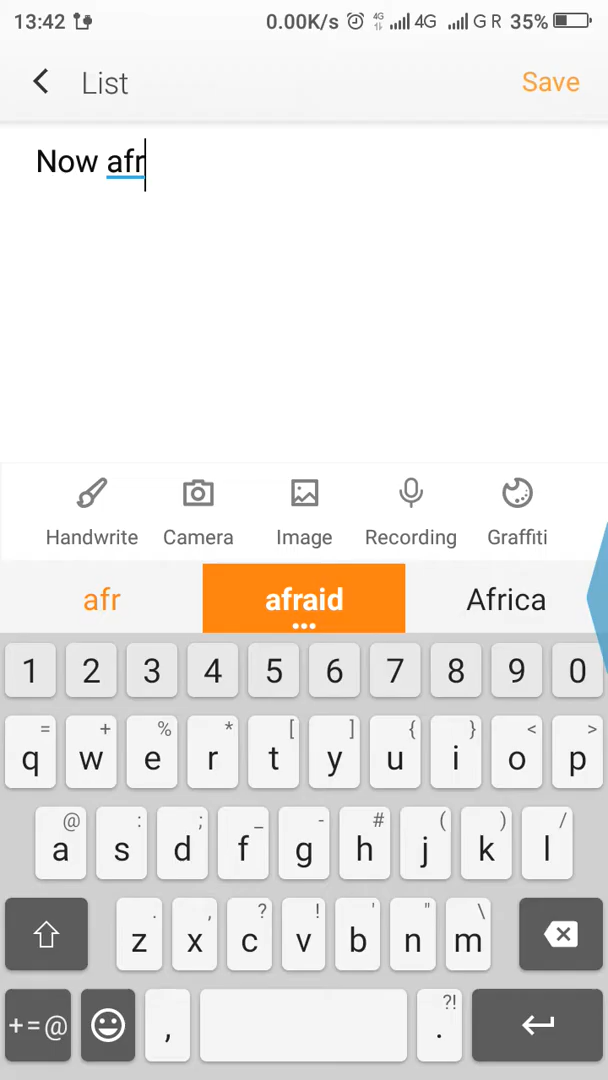 13:42 0.00K/s 4G 4G G R 35%
List Save
Now afr
Handwrite Camera Image Recording Graffiti
afr afraid Africa
1 2 3 4 5 6 7 8 9 0
= + % * [ ] { } < >
q w e r t y u i o p
@ : ; _ - # ( ) /
a s d f g h j k l
. , ? ! ' " \
z x c v b n m
+=@ , . ?!